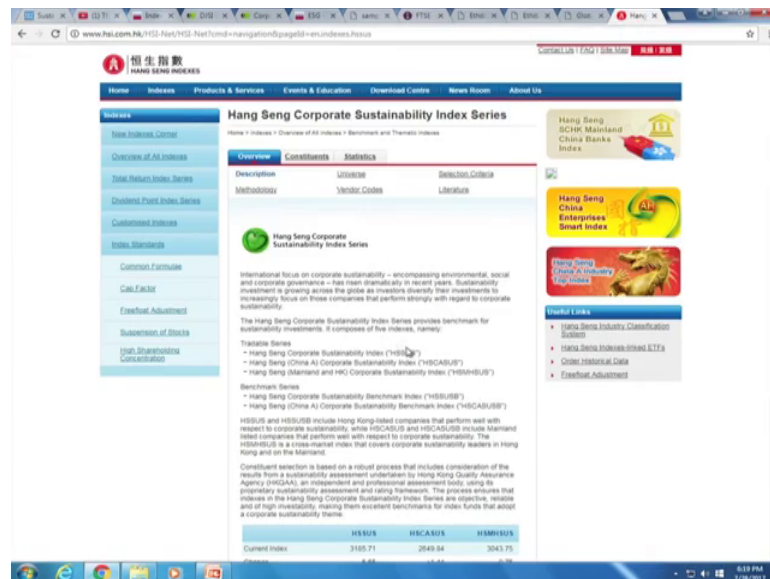 Susta
(1) Ti
Inde
DJSI
Corp
ESG
samc
FTSE
Ethic
Ethi
Glos
Hang
www.hsi.com.hk/HSI-Net/HSI-Net?cmd=navigation&pageId=en.indexes.hssus
Contact Us | FAQ | Site Map
恒生指數
HANG SENG INDEXES
Home Indexes Products & Services Events & Education Download Centre News Room About Us
Indexes
New Indexes Corner
Overview of All Indexes
Total Return Index Series
Dividend Point Index Series
Customised Indexes
Index Standards
Common Formulae
Cap Factor
Freefloat Adjustment
Suspension of Stocks
High Shareholding
Concentration
Hang Seng Corporate Sustainability Index Series
Home > Indexes > Overview of All Indexes > Benchmark and Thematic Indexes
Overview Constituents Statistics
Description Universe Selection Criteria
Methodology Vendor Codes Literature
Hang Seng Corporate
Sustainability Index Series
International focus on corporate sustainability – encompassing environmental, social
and corporate governance – has risen dramatically in recent years. Sustainability
investment is growing across the globe as investors diversify their investments to
increasingly focus on those companies that perform strongly with regard to corporate
sustainability.
The Hang Seng Corporate Sustainability Index Series provides benchmark for
sustainability investments. It composes of five indexes, namely:
Tradable Series
- Hang Seng Corporate Sustainability Index ("HSSUS")
- Hang Seng (China A) Corporate Sustainability Index ("HSCASUS")
- Hang Seng (Mainland and HK) Corporate Sustainability Index ("HSMHSUS")
Benchmark Series
- Hang Seng Corporate Sustainability Benchmark Index ("HSSUSB")
- Hang Seng (China A) Corporate Sustainability Benchmark Index ("HSCASUSB")
HSSUS and HSSUSB include Hong Kong-listed companies that perform well with
respect to corporate sustainability, while HSCASUS and HSCASUSB include Mainland
listed companies that perform well with respect to corporate sustainability. The
HSMHSUS is a cross-market index that covers corporate sustainability leaders in Hong
Kong and on the Mainland.
Constituent selection is based on a robust process that includes consideration of the
results from a sustainability assessment undertaken by Hong Kong Quality Assurance
Agency (HKQAA), an independent and professional assessment body, using its
proprietary sustainability assessment and rating framework. The process ensures that
indexes in the Hang Seng Corporate Sustainability Index Series are objective, reliable
and of high investability, making them excellent benchmarks for index funds that adopt
a corporate sustainability theme.
HSSUS HSCASUS HSMHSUS
Current Index 3165.71 2649.84 3043.75
Hang Seng
SCHK Mainland
China Banks
Index
Hang Seng
China
Enterprises
Smart Index
Hang Seng
China A Industry
Top Index
Useful Links
Hang Seng Industry Classification
System
Hang Seng Indexes-linked ETFs
Order Historical Data
Freefloat Adjustment
6:19 PM